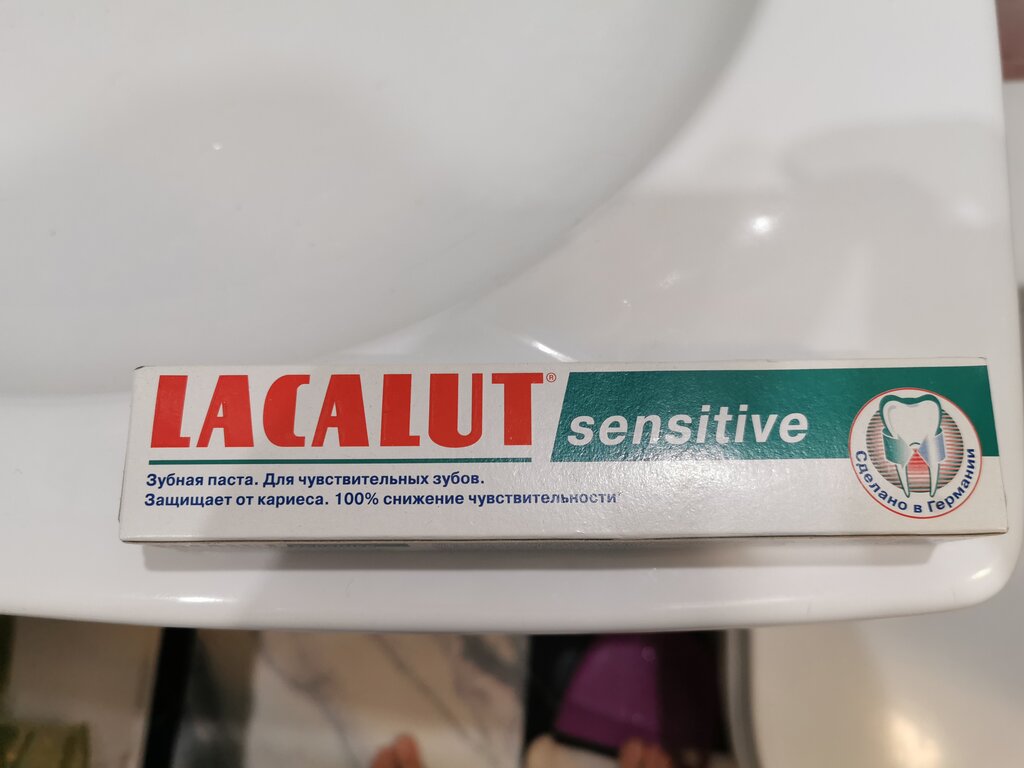 LACALUT® sensitive
Зубная паста. Для чувствительных зубов.
Защищает от кариеса. 100% снижение чувствительности
Сделано в Германии